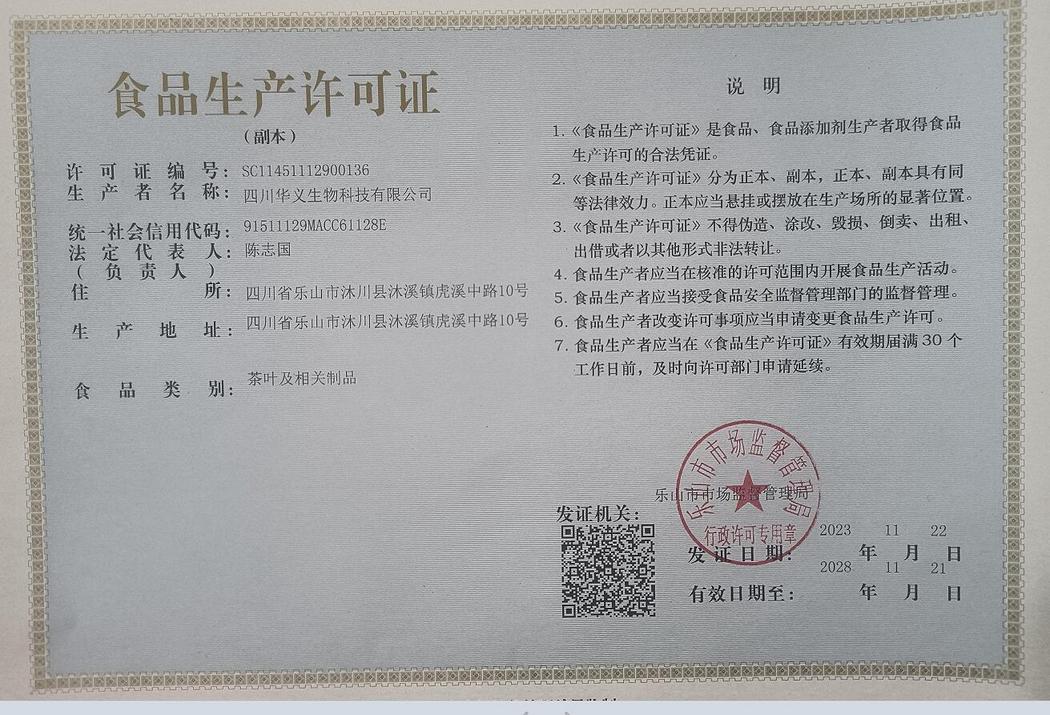 食品生产许可证
（副本）
许可证编号：SC11451112900136
生产者名称：四川华义生物科技有限公司
统一社会信用代码：91511129MACC61128E
法定代表人：陈志国
（负责人）
住所：四川省乐山市沐川县沐溪镇虎溪中路10号
生产地址：四川省乐山市沐川县沐溪镇虎溪中路10号
食品类别：茶叶及相关制品
说明
1. 《食品生产许可证》是食品、食品添加剂生产者取得食品
生产许可的合法凭证。
2. 《食品生产许可证》分为正本、副本，正本、副本具有同
等法律效力。正本应当悬挂或摆放在生产场所的显著位置。
3. 《食品生产许可证》不得伪造、涂改、毁损、倒卖、出租、
出借或者以其他形式非法转让。
4. 食品生产者应当在核准的许可范围内开展食品生产活动。
5. 食品生产者应当接受食品安全监督管理部门的监督管理。
6. 食品生产者改变许可事项应当申请变更食品生产许可。
7. 食品生产者应当在《食品生产许可证》有效期届满 30 个
工作日前，及时向许可部门申请延续。
乐山市市场监督管理局
发证机关：
乐山市市场监督管理局
行政许可专用章
发证日期：2023年11月22日
有效日期至：2028年11月21日